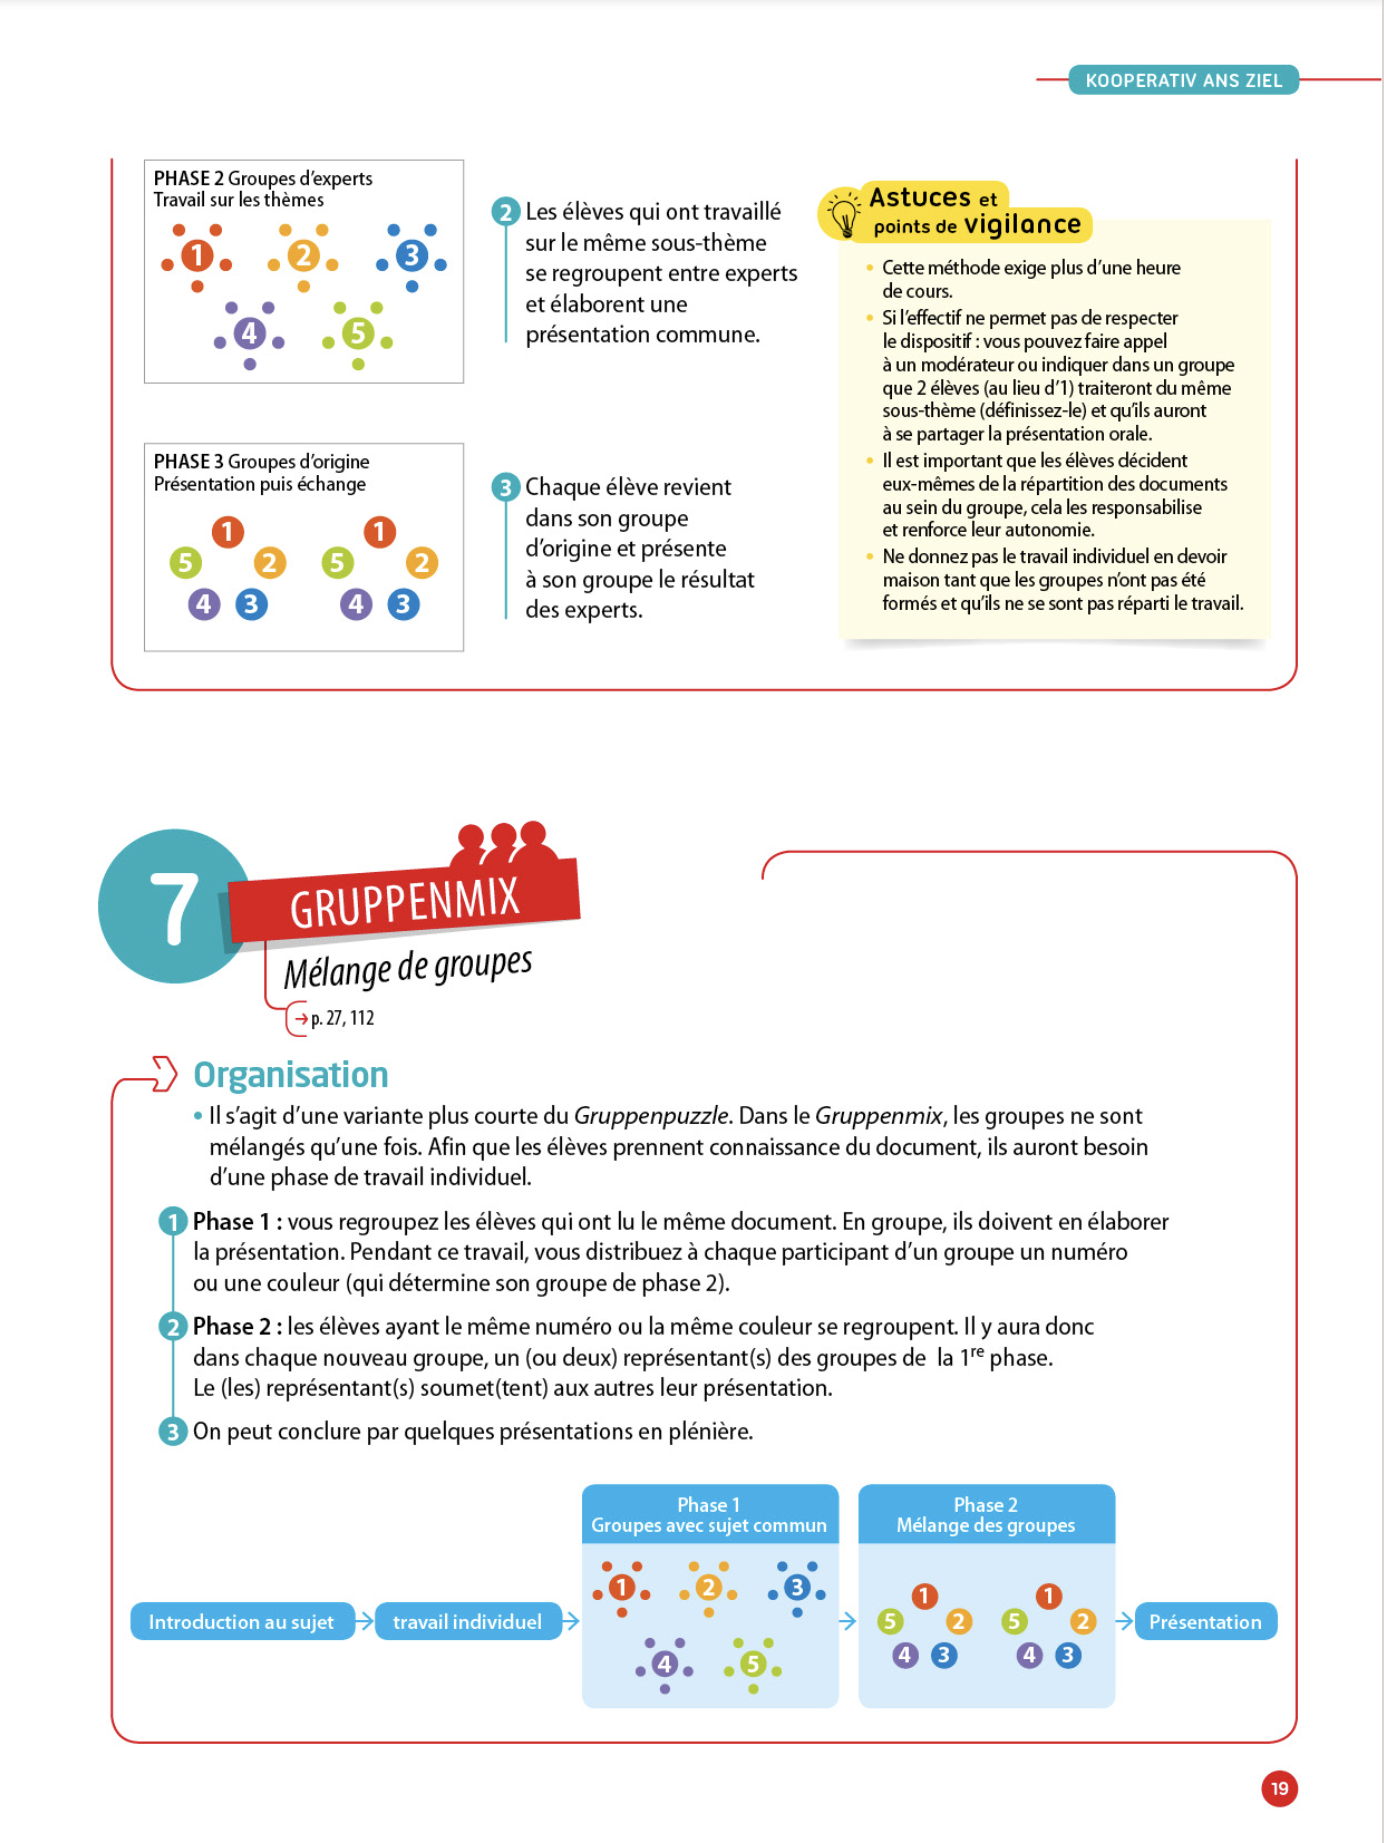 KOOPERATIV ANS ZIEL
PHASE 2 Groupes d’experts
Travail sur les thèmes
1
2
3
4
5
2 Les élèves qui ont travaillé
sur le même sous-thème
se regroupent entre experts
et élaborent une
présentation commune.
PHASE 3 Groupes d’origine
Présentation puis échange
1
5
2
4
3
1
5
2
4
3
3 Chaque élève revient
dans son groupe
d’origine et présente
à son groupe le résultat
des experts.
Astuces et
points de vigilance
• Cette méthode exige plus d’une heure
de cours.
• Si l’effectif ne permet pas de respecter
le dispositif : vous pouvez faire appel
à un modérateur ou indiquer dans un groupe
que 2 élèves (au lieu d’1) traiteront du même
sous-thème (définissez-le) et qu’ils auront
à se partager la présentation orale.
• Il est important que les élèves décident
eux-mêmes de la répartition des documents
au sein du groupe, cela les responsabilise
et renforce leur autonomie.
• Ne donnez pas le travail individuel en devoir
maison tant que les groupes n’ont pas été
formés et qu’ils ne se sont pas réparti le travail.
7
GRUPPENMIX
Mélange de groupes
→ p. 27, 112
Organisation
• Il s’agit d’une variante plus courte du Gruppenpuzzle. Dans le Gruppenmix, les groupes ne sont
mélangés qu’une fois. Afin que les élèves prennent connaissance du document, ils auront besoin
d’une phase de travail individuel.
1 Phase 1 : vous regroupez les élèves qui ont lu le même document. En groupe, ils doivent en élaborer
la présentation. Pendant ce travail, vous distribuez à chaque participant d’un groupe un numéro
ou une couleur (qui détermine son groupe de phase 2).
2 Phase 2 : les élèves ayant le même numéro ou la même couleur se regroupent. Il y aura donc
dans chaque nouveau groupe, un (ou deux) représentant(s) des groupes de la 1re phase.
Le (les) représentant(s) soumet(tent) aux autres leur présentation.
3 On peut conclure par quelques présentations en plénière.
Introduction au sujet
travail individuel
Phase 1
Groupes avec sujet commun
1
2
3
4
5
Phase 2
Mélange des groupes
1
5
2
4
3
1
5
2
4
3
Présentation
19